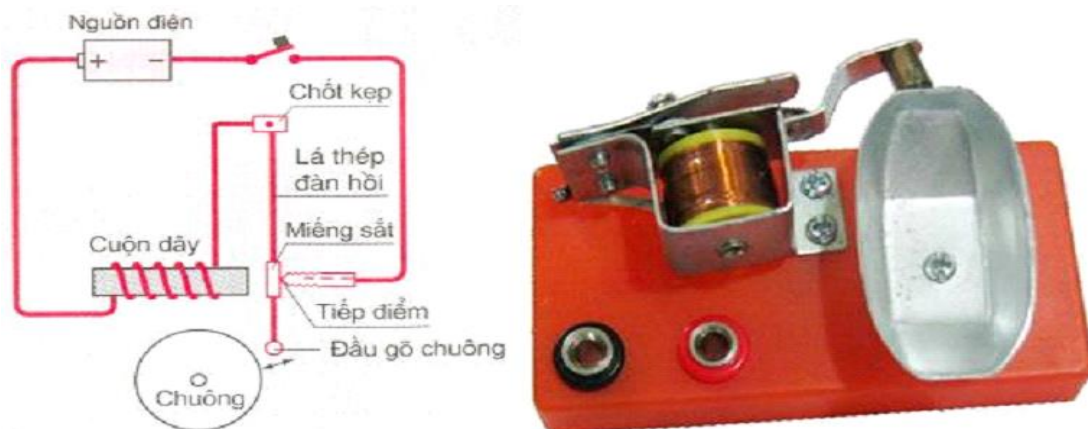 Nguồn điện
+ −
Chốt kẹp
Lá thép
đàn hồi
Cuộn dây
Miếng sắt
Tiếp điểm
Đầu gõ chuông
Chuông